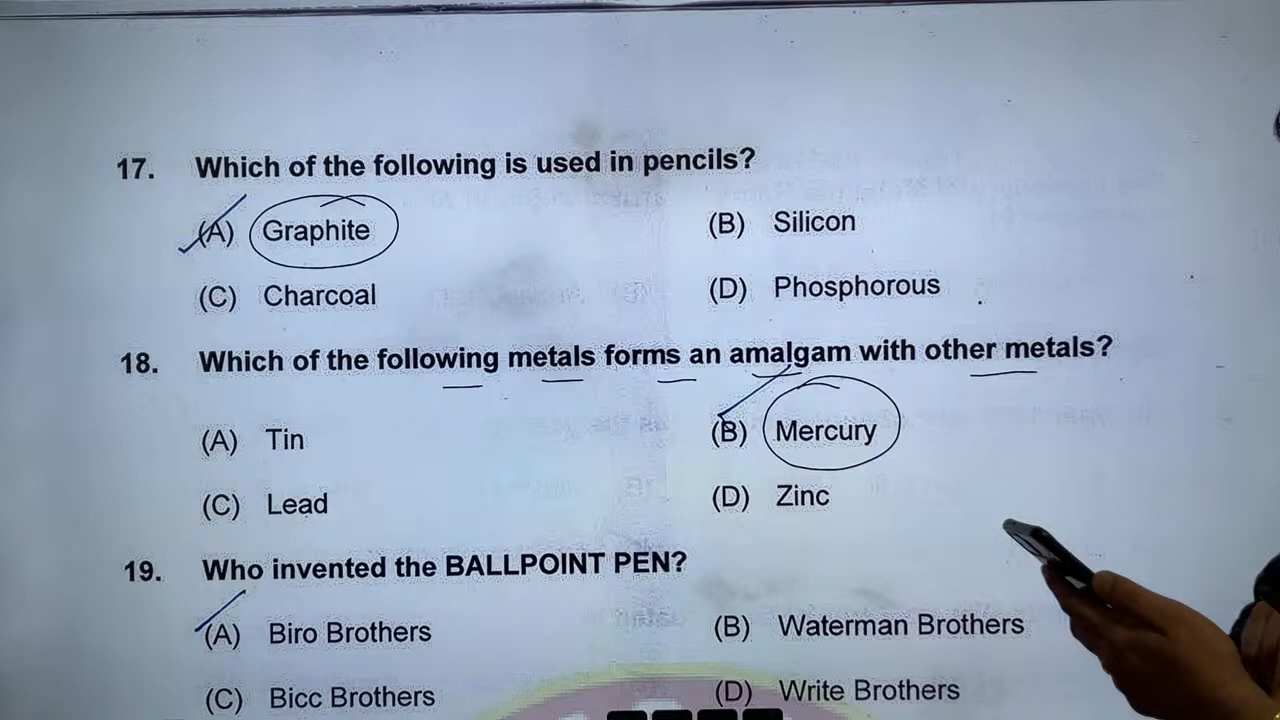 17. Which of the following is used in pencils?
(A) Graphite (B) Silicon
(C) Charcoal (D) Phosphorous
18. Which of the following metals forms an amalgam with other metals?
(A) Tin (B) Mercury
(C) Lead (D) Zinc
19. Who invented the BALLPOINT PEN?
(A) Biro Brothers (B) Waterman Brothers
(C) Bicc Brothers (D) Write Brothers